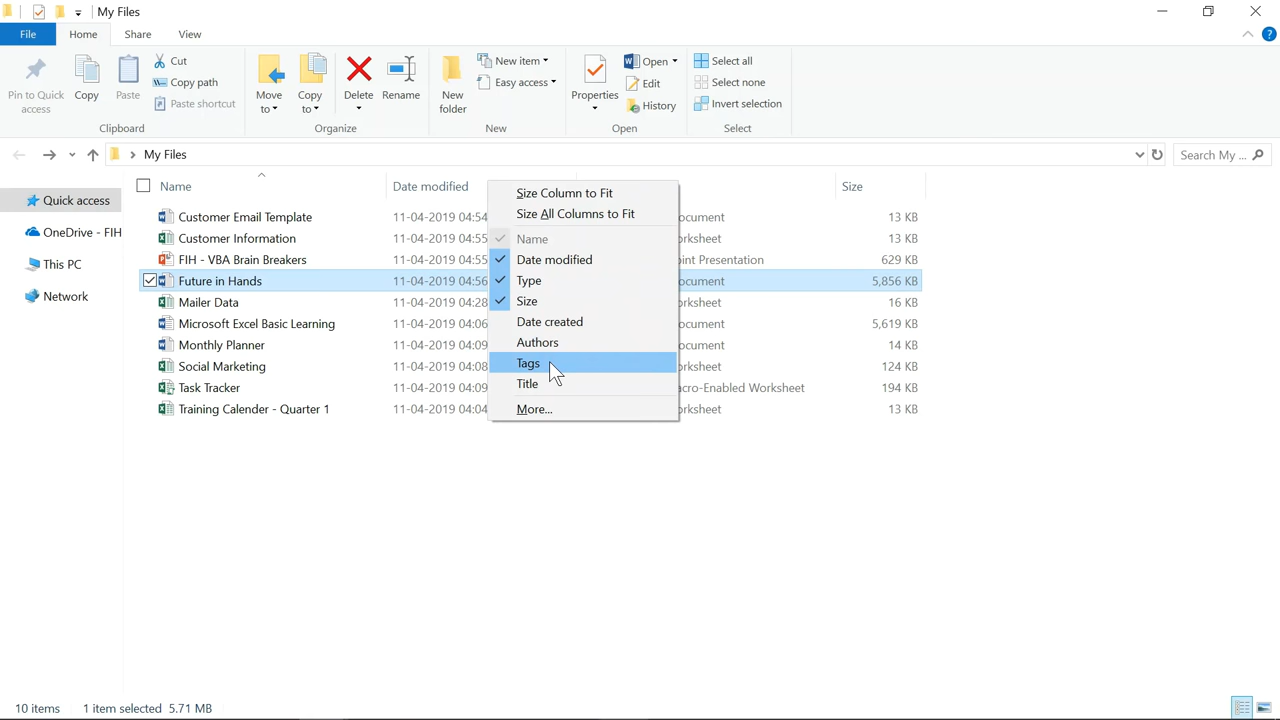 My Files
File Home Share View
Pin to Quick access
Copy
Paste
Cut
Copy path
Paste shortcut
Clipboard
Move to
Copy to
Delete
Rename
Organize
New folder
New item
Easy access
New
Properties
Open
Edit
History
Open
Select all
Select none
Invert selection
Select
My Files
Search My ...
Quick access
OneDrive - FIH
This PC
Network
Name Date modified Size
Customer Email Template 11-04-2019 04:54 13 KB
Customer Information 11-04-2019 04:55 13 KB
FIH - VBA Brain Breakers 11-04-2019 04:55 Presentation 629 KB
Future in Hands 11-04-2019 04:56 5,856 KB
Mailer Data 11-04-2019 04:28 16 KB
Microsoft Excel Basic Learning 11-04-2019 04:06 5,619 KB
Monthly Planner 11-04-2019 04:09 14 KB
Social Marketing 11-04-2019 04:08 124 KB
Task Tracker 11-04-2019 04:09 acro-Enabled Worksheet 194 KB
Training Calender - Quarter 1 11-04-2019 04:04 13 KB
Size Column to Fit
Size All Columns to Fit
Name
Date modified
Type
Size
Date created
Authors
Tags
Title
More...
10 items 1 item selected 5.71 MB